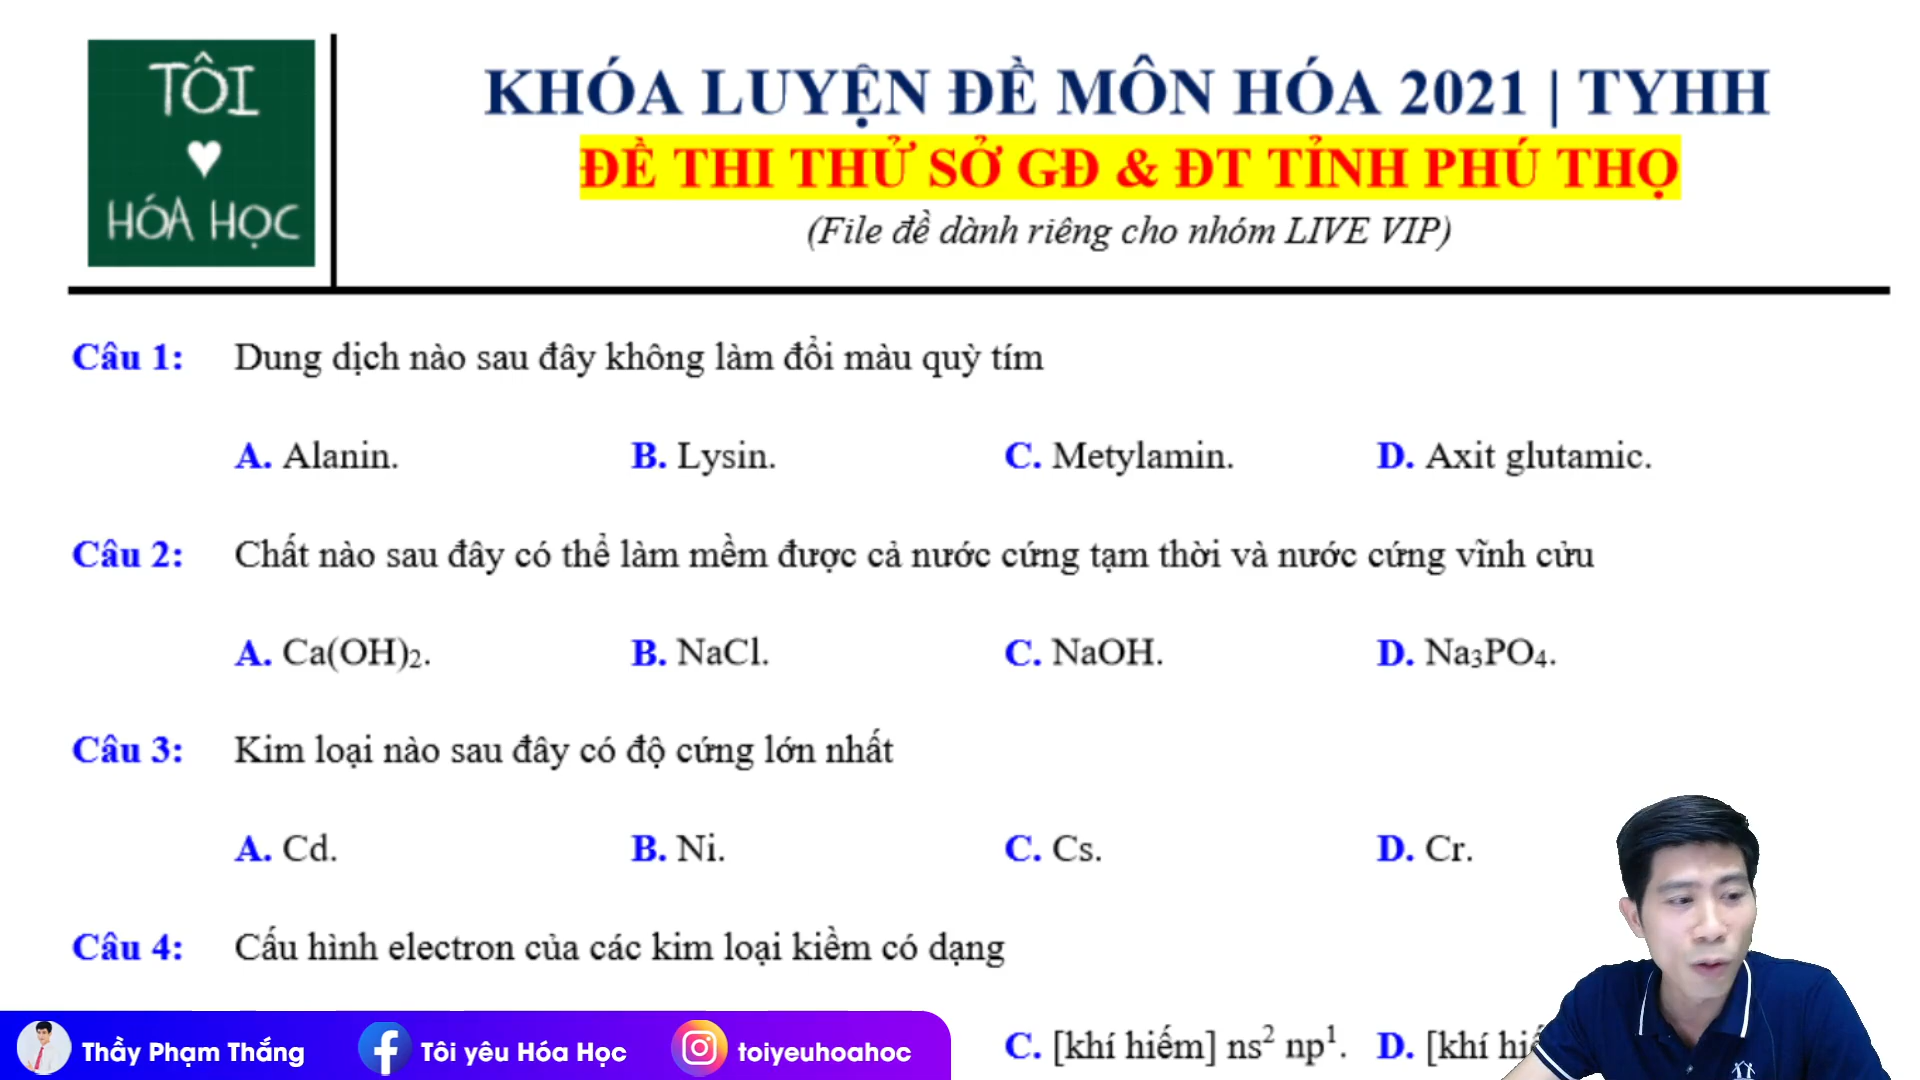 TÔI
HÓA HỌC
KHÓA LUYỆN ĐỀ MÔN HÓA 2021 | TYHH
ĐỀ THI THỬ SỞ GĐ & ĐT TỈNH PHÚ THỌ
(File đề dành riêng cho nhóm LIVE VIP)
Câu 1: Dung dịch nào sau đây không làm đổi màu quỳ tím
A. Alanin. B. Lysin. C. Metylamin. D. Axit glutamic.
Câu 2: Chất nào sau đây có thể làm mềm được cả nước cứng tạm thời và nước cứng vĩnh cửu
A. Ca(OH)₂. B. NaCl. C. NaOH. D. Na₃PO₄.
Câu 3: Kim loại nào sau đây có độ cứng lớn nhất
A. Cd. B. Ni. C. Cs. D. Cr.
Câu 4: Cấu hình electron của các kim loại kiềm có dạng
C. [khí hiếm] ns² np¹. D. [khí
Thầy Phạm Thắng Tôi yêu Hóa Học toiyeuhoahoc